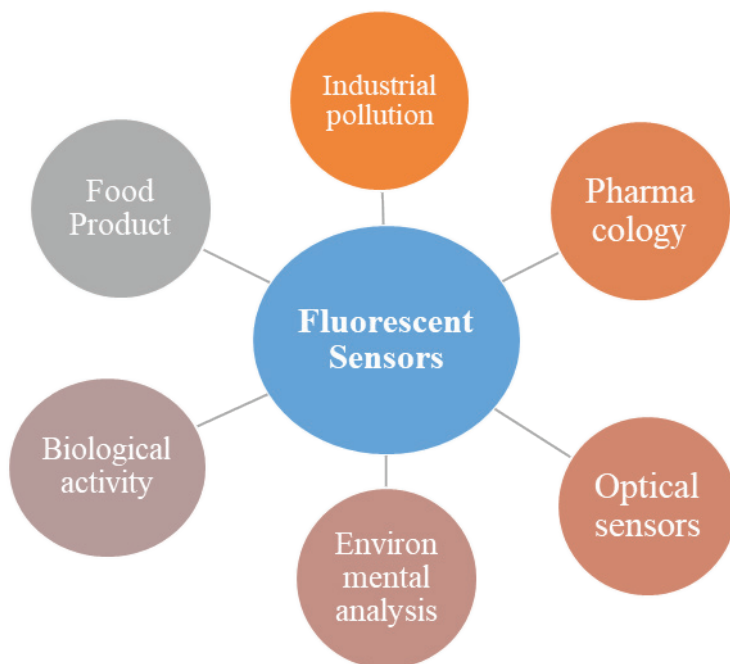 Industrial
pollution
Food
Product
Pharma
cology
Fluorescent
Sensors
Biological
activity
Optical
sensors
Environ
mental
analysis